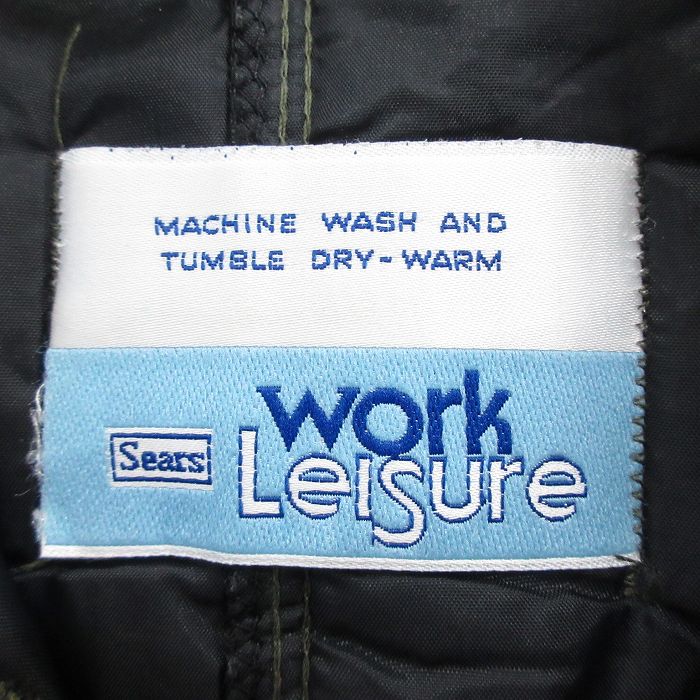 MACHINE WASH AND
TUMBLE DRY-WARM
work
Sears LeiSure